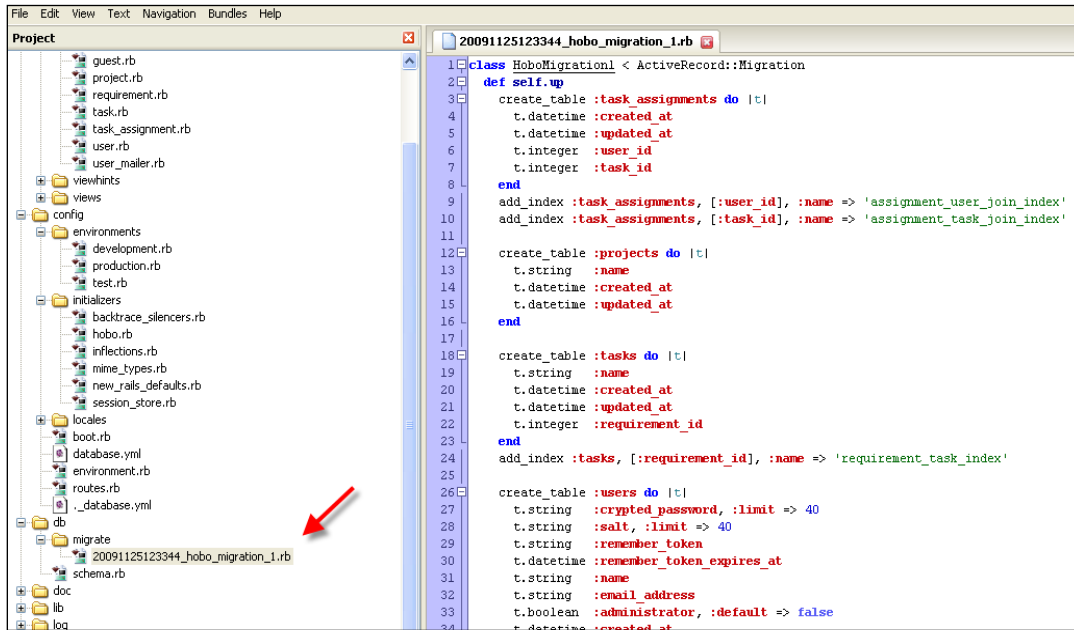 File Edit View Text Navigation Bundles Help
Project
guest.rb
project.rb
requirement.rb
task.rb
task_assignment.rb
user.rb
user_mailer.rb
viewhints
views
config
environments
development.rb
production.rb
test.rb
initializers
backtrace_silencers.rb
hobo.rb
inflections.rb
mime_types.rb
new_rails_defaults.rb
session_store.rb
locales
boot.rb
database.yml
environment.rb
routes.rb
._database.yml
db
migrate
20091125123344_hobo_migration_1.rb
schema.rb
doc
lib
log
20091125123344_hobo_migration_1.rb
1 class HoboMigration1 < ActiveRecord::Migration
2 def self.up
3 create_table :task_assignments do |t|
4 t.datetime :created_at
5 t.datetime :updated_at
6 t.integer :user_id
7 t.integer :task_id
8 end
9 add_index :task_assignments, [:user_id], :name => 'assignment_user_join_index'
10 add_index :task_assignments, [:task_id], :name => 'assignment_task_join_index'
11
12 create_table :projects do |t|
13 t.string :name
14 t.datetime :created_at
15 t.datetime :updated_at
16 end
17
18 create_table :tasks do |t|
19 t.string :name
20 t.datetime :created_at
21 t.datetime :updated_at
22 t.integer :requirement_id
23 end
24 add_index :tasks, [:requirement_id], :name => 'requirement_task_index'
25
26 create_table :users do |t|
27 t.string :crypted_password, :limit => 40
28 t.string :salt, :limit => 40
29 t.string :remember_token
30 t.datetime :remember_token_expires_at
31 t.string :name
32 t.string :email_address
33 t.boolean :administrator, :default => false
34 t.datetime :created_at